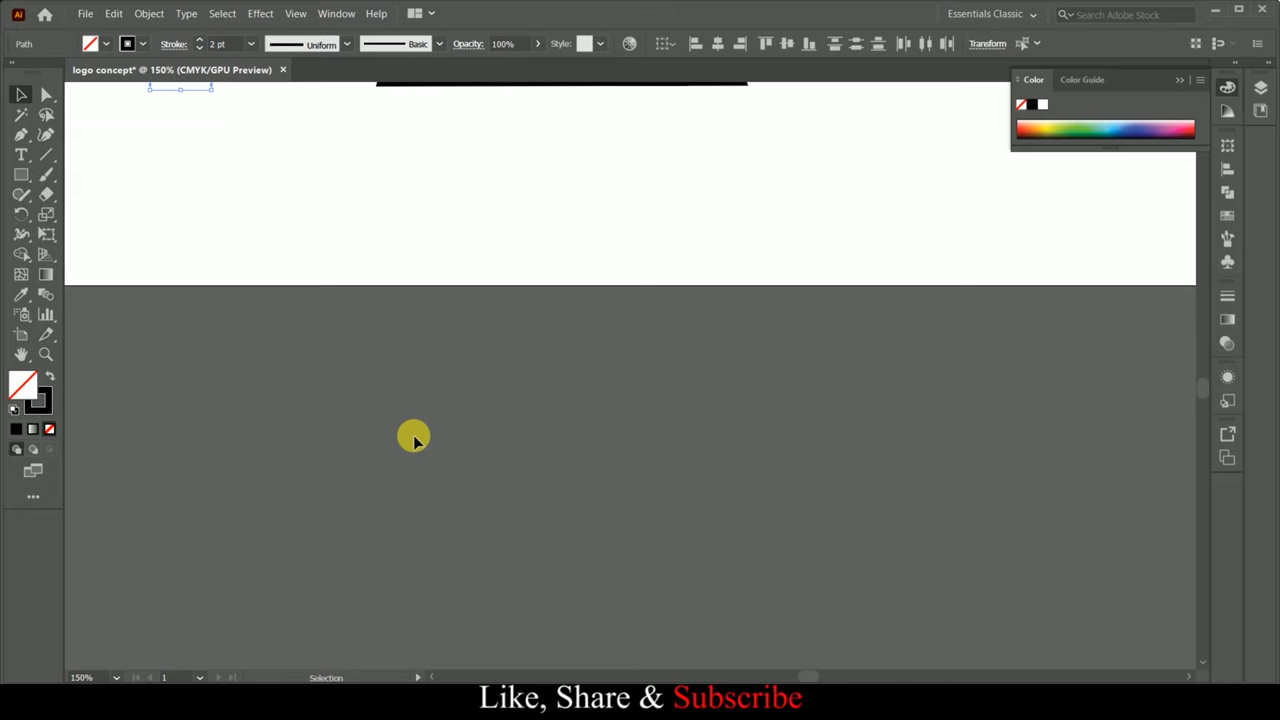 Ai File Edit Object Type Select Effect View Window Help Essentials Classic Search Adobe Stock
Path Stroke: 2 pt Uniform Basic Opacity: 100% Style: Transform
logo concept* @ 150% (CMYK/GPU Preview)
Color Color Guide
T
150% 1 Selection
Like, Share & Subscribe